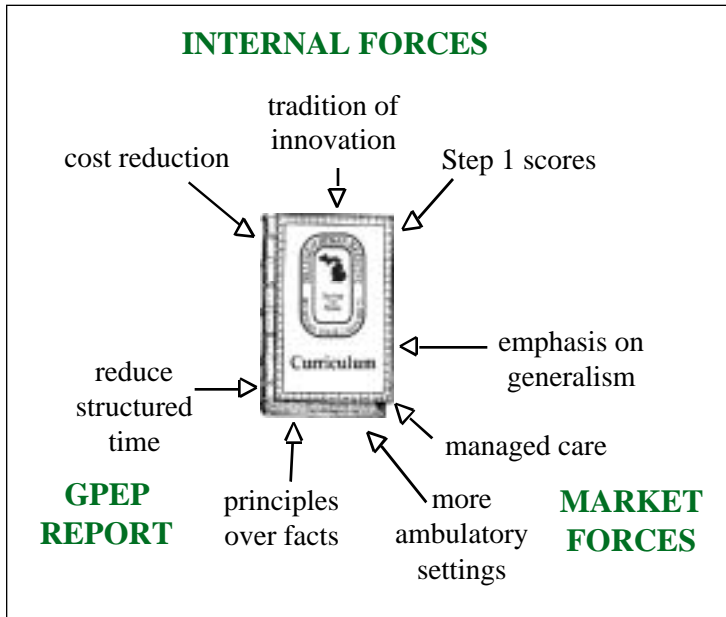 INTERNAL FORCES
tradition of
innovation
cost reduction
Step 1 scores
Curriculum
emphasis on
generalism
reduce
structured
time
managed care
GPEP
REPORT
principles
over facts
more
ambulatory
settings
MARKET
FORCES